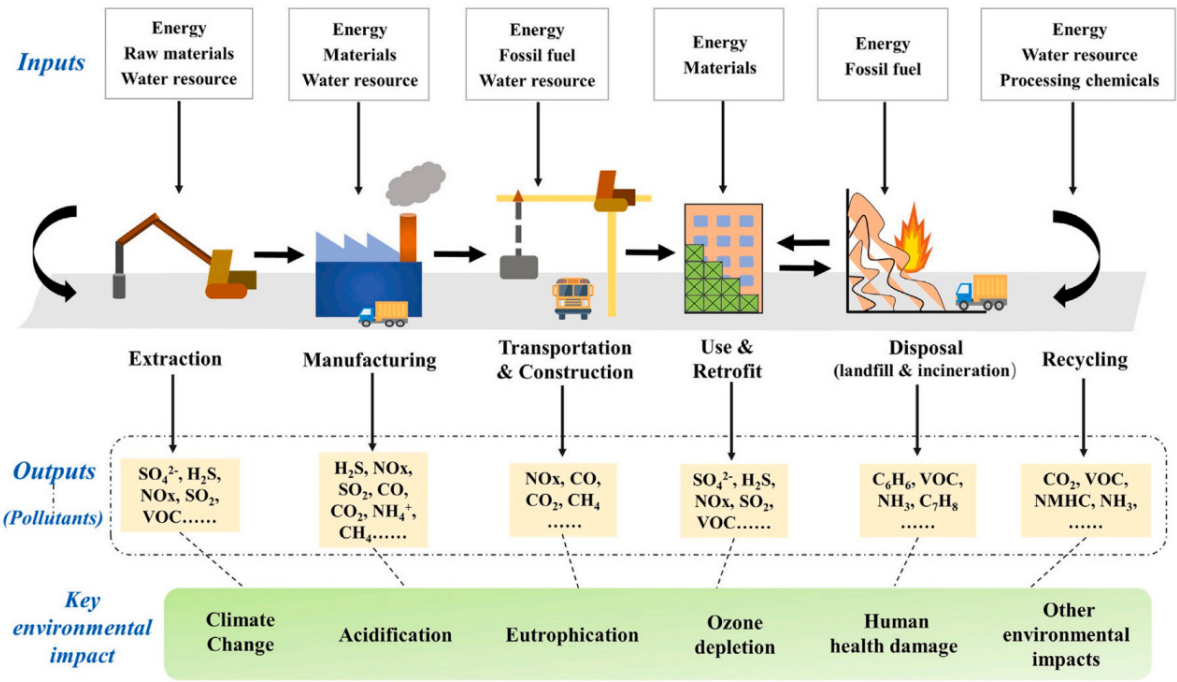 Inputs
Energy
Raw materials
Water resource
Energy
Materials
Water resource
Energy
Fossil fuel
Water resource
Energy
Materials
Energy
Fossil fuel
Energy
Water resource
Processing chemicals
Extraction
Manufacturing
Transportation
& Construction
Use &
Retrofit
Disposal
(landfill & incineration)
Recycling
Outputs
(Pollutants)
SO₄²⁻, H₂S,
NOx, SO₂,
VOC……
H₂S, NOx,
SO₂, CO,
CO₂, NH₄⁺,
CH₄……
NOx, CO,
CO₂, CH₄
……
SO₄²⁻, H₂S,
NOx, SO₂,
VOC……
C₆H₆, VOC,
NH₃, C₇H₈
……
CO₂, VOC,
NMHC, NH₃,
……
Key
environmental
impact
Climate
Change
Acidification
Eutrophication
Ozone
depletion
Human
health damage
Other
environmental
impacts